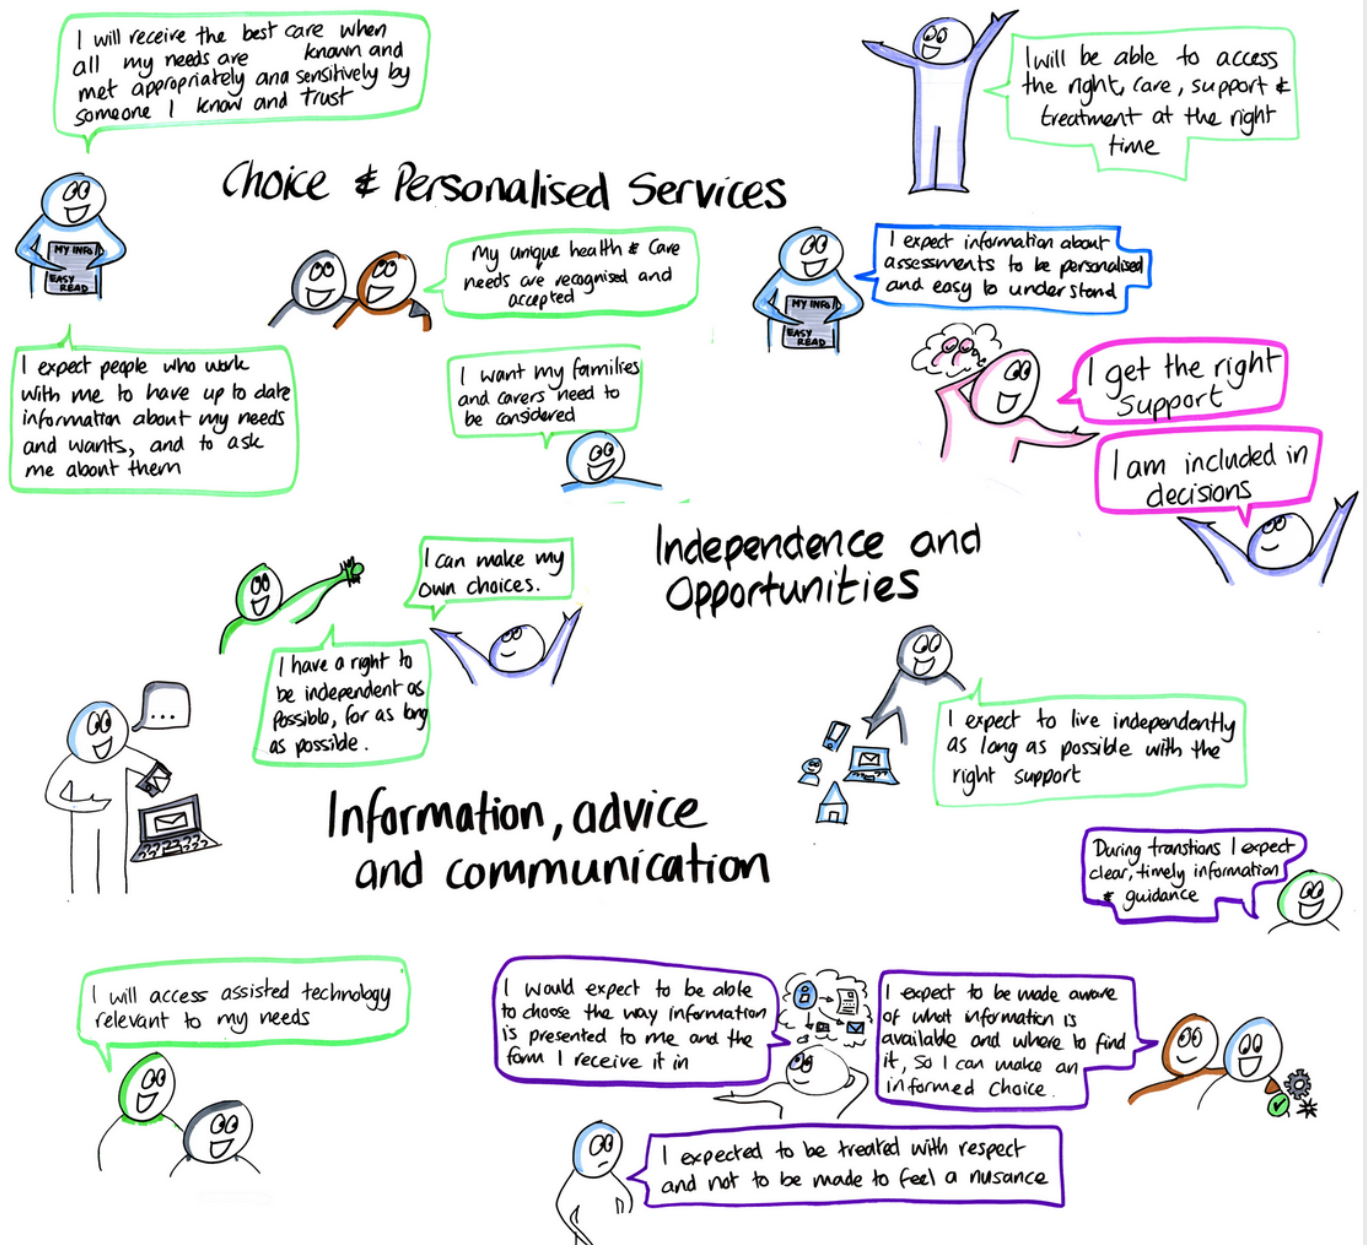 I will receive the best care when
all my needs are known and
met appropriately and sensitively by
someone I know and trust
I will be able to access
the right, care, support &
treatment at the right
time
Choice & Personalised Services
MY INFO
EASY
READ
My unique health & Care
needs are recognised and
accepted
I expect information about
assessments to be personalised
and easy to understand
MY INFO
EASY
READ
I expect people who work
with me to have up to date
information about my needs
and wants, and to ask
me about them
I want my families
and carers need to
be considered
I get the right
support
I am included in
decisions
Independence and
Opportunities
I can make my
own choices.
I have a right to
be independent as
possible, for as long
as possible.
...
I expect to live independently
as long as possible with the
right support
Information, advice
and communication
During transtions I expect
clear, timely information
& guidance
I will access assisted technology
relevant to my needs
I would expect to be able
to choose the way information
is presented to me and the
form I receive it in
I expect to be made aware
of what information is
available and where to find
it, so I can make an
informed choice.
I expected to be treated with respect
and not to be made to feel a nusance